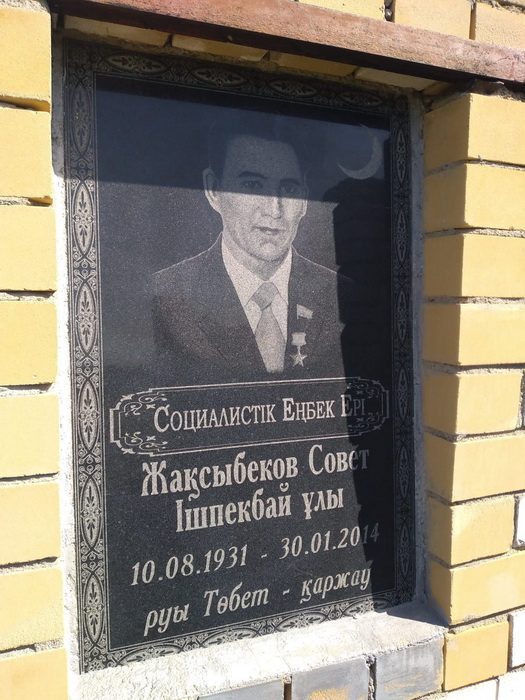 Социалистік Еңбек Ері
Жақсыбеков Совет
Ішпекбай ұлы
10.08.1931 - 30.01.2014
руы Төбет - қаржау